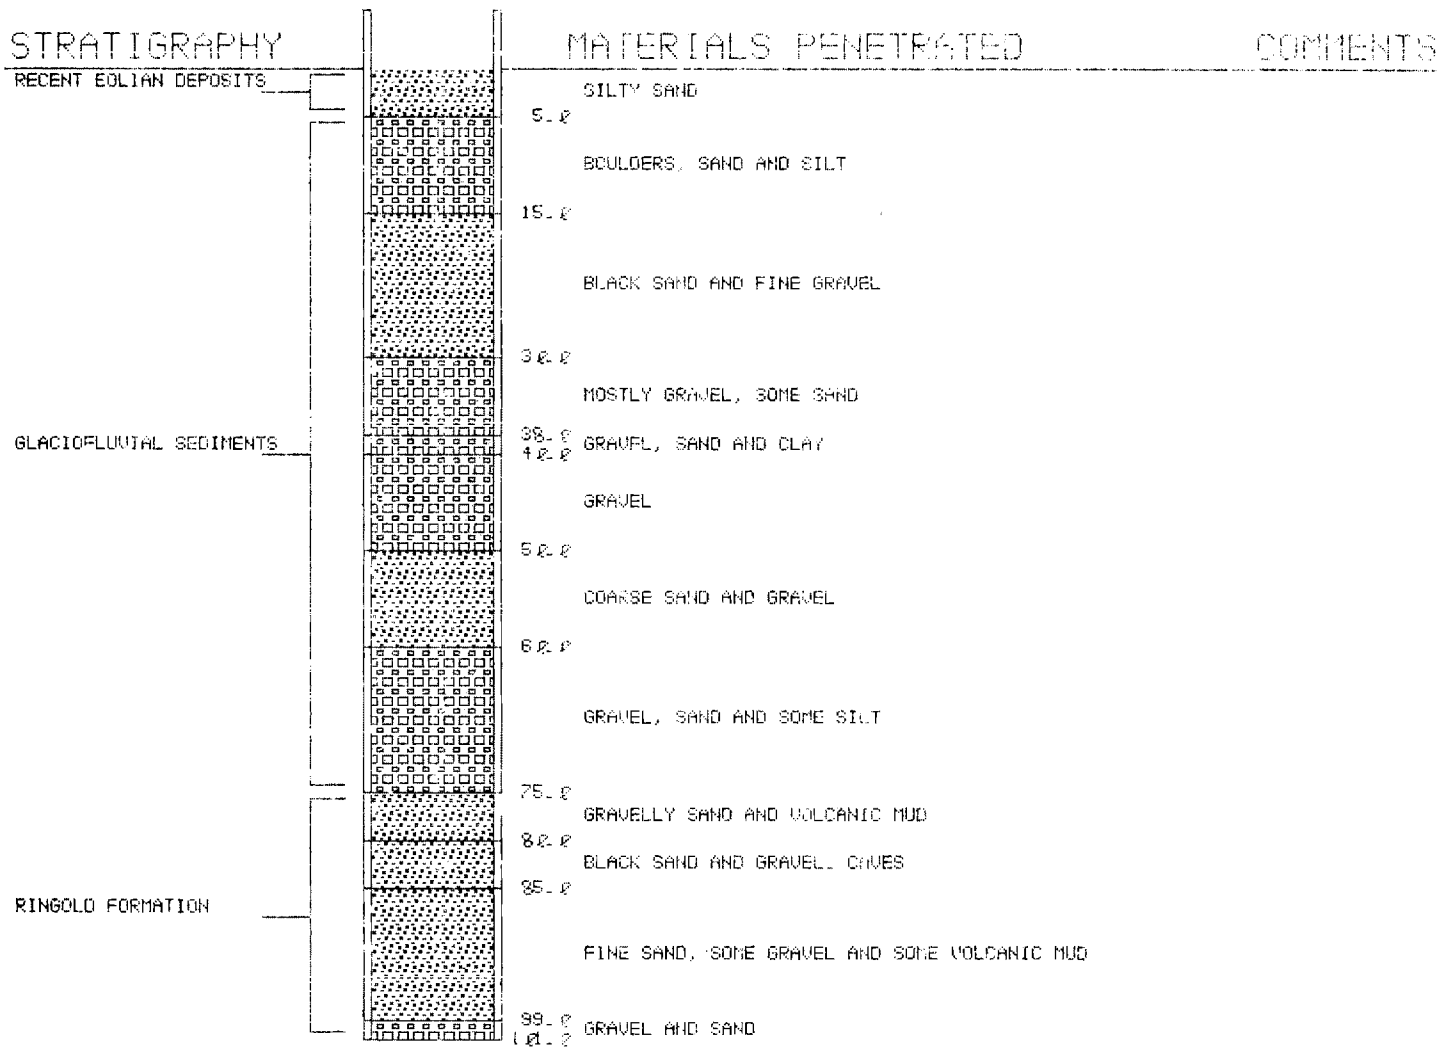 STRATIGRAPHY MATERIALS PENETRATED COMMENTS
RECENT EOLIAN DEPOSITS
SILTY SAND
5.0
BOULDERS, SAND AND SILT
15.0
BLACK SAND AND FINE GRAVEL
30.0
MOSTLY GRAVEL, SOME SAND
38.0
GLACIOFLUVIAL SEDIMENTS
GRAVEL, SAND AND CLAY
40.0
GRAVEL
50.0
COARSE SAND AND GRAVEL
60.0
GRAVEL, SAND AND SOME SILT
75.0
GRAVELLY SAND AND VOLCANIC MUD
80.0
BLACK SAND AND GRAVEL. CAVES
85.0
RINGOLD FORMATION
FINE SAND, SOME GRAVEL AND SOME VOLCANIC MUD
99.0
GRAVEL AND SAND
101.0